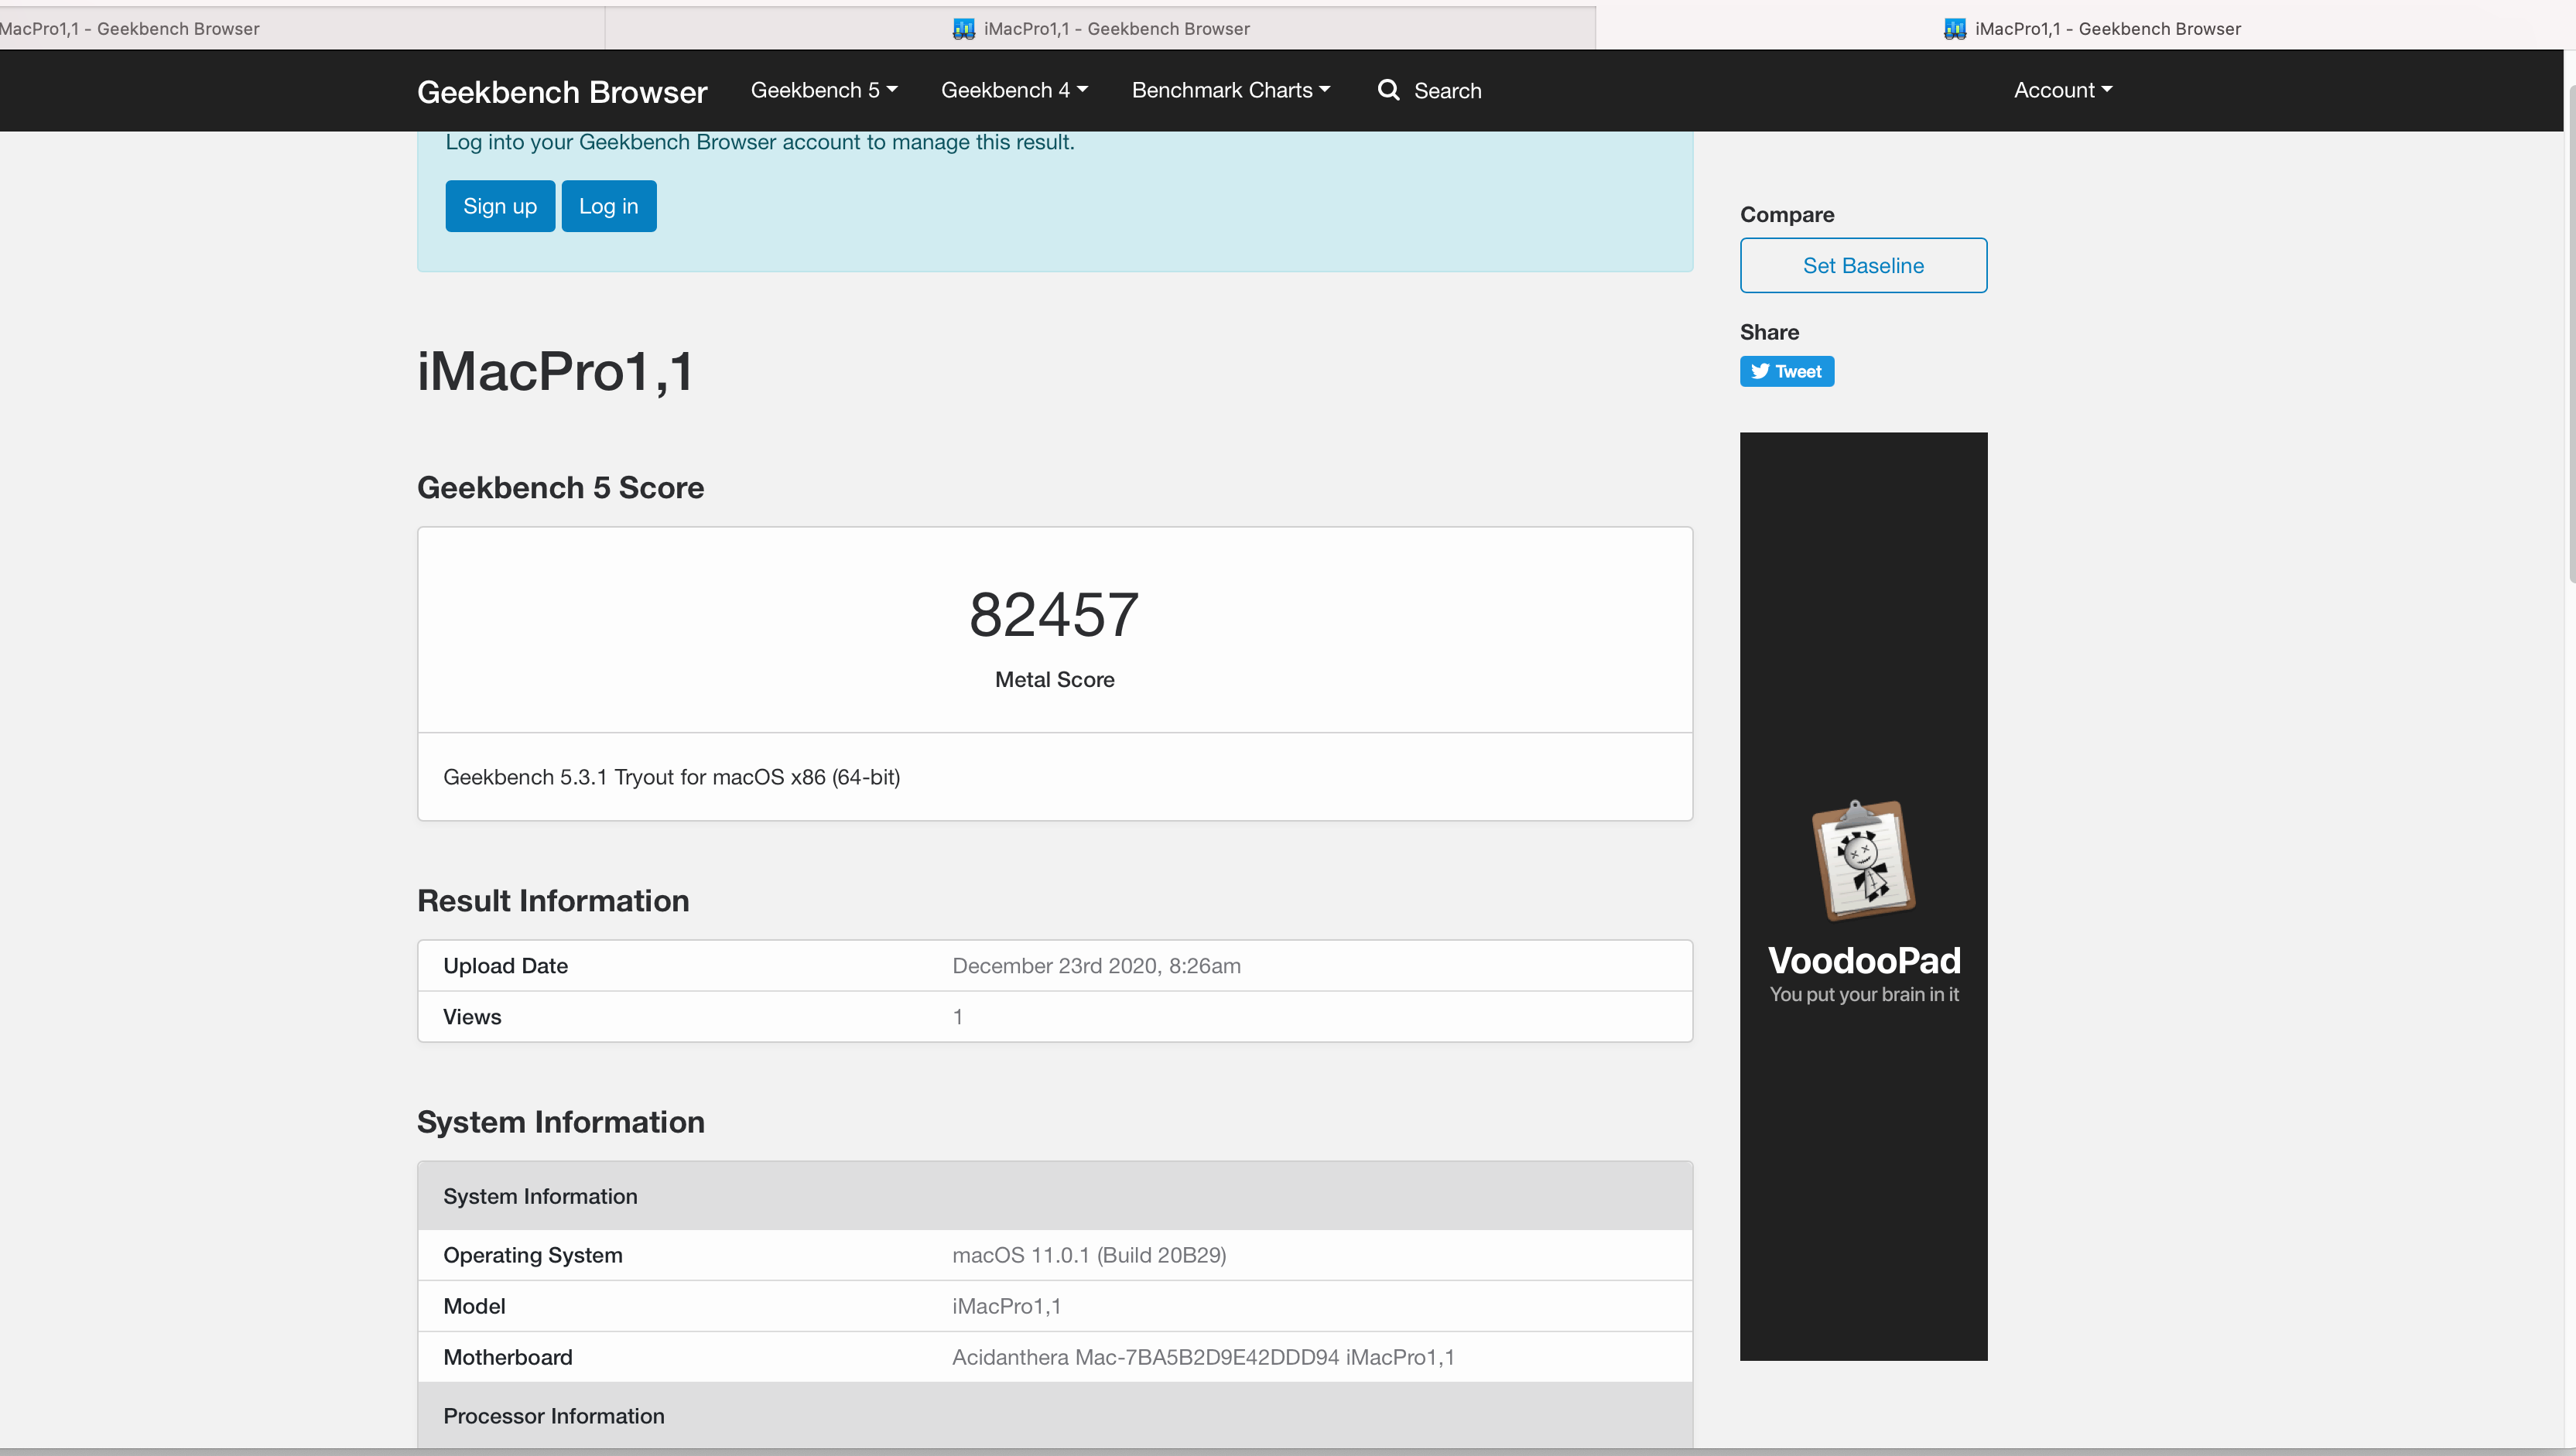 MacPro1,1 - Geekbench Browser
iMacPro1,1 - Geekbench Browser
iMacPro1,1 - Geekbench Browser
Geekbench Browser Geekbench 5 Geekbench 4 Benchmark Charts Search Account
Log into your Geekbench Browser account to manage this result.
Sign up Log in
Compare
Set Baseline
Share
Tweet
iMacPro1,1
Geekbench 5 Score
82457
Metal Score
Geekbench 5.3.1 Tryout for macOS x86 (64-bit)
Result Information
Upload Date December 23rd 2020, 8:26am
Views 1
System Information
System Information
Operating System macOS 11.0.1 (Build 20B29)
Model iMacPro1,1
Motherboard Acidanthera Mac-7BA5B2D9E42DDD94 iMacPro1,1
Processor Information
VoodooPad
You put your brain in it